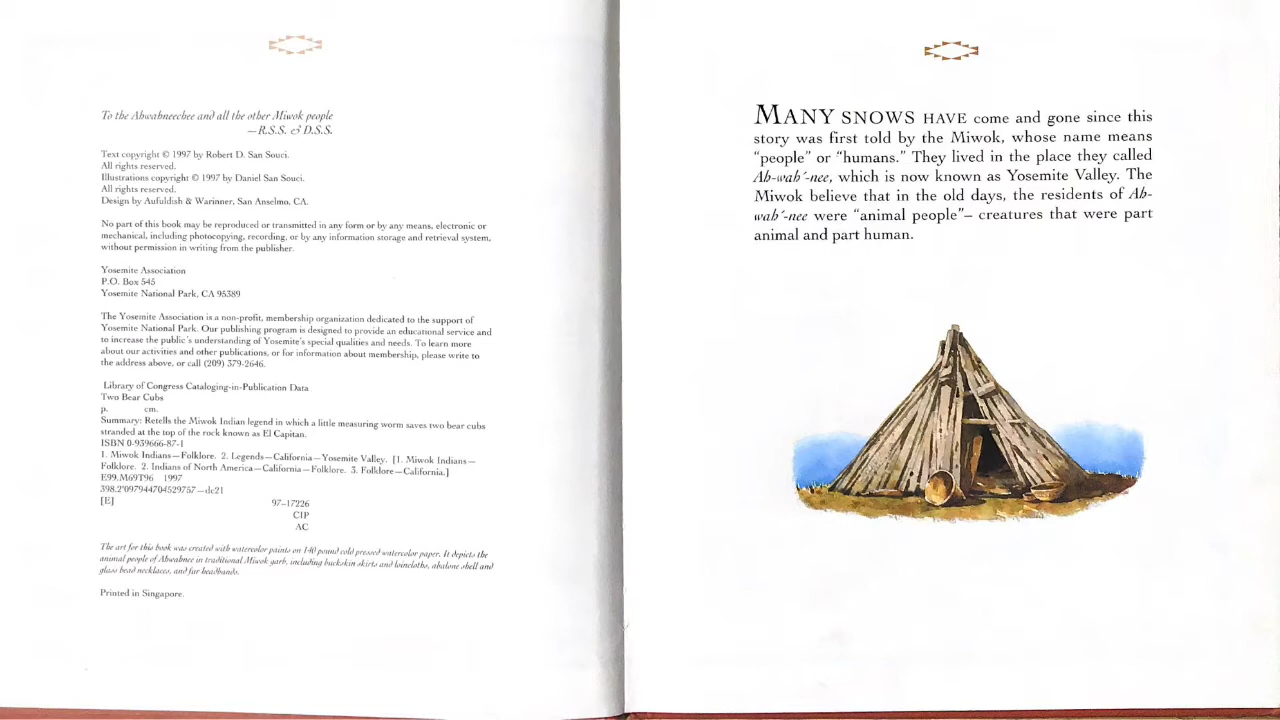 To the Ahwahneechee and all the other Miwok people
—R.S.S. & D.S.S.
Text copyright © 1997 by Robert D. San Souci.
All rights reserved.
Illustrations copyright © 1997 by Daniel San Souci.
All rights reserved.
Design by Aufuldish & Warinner, San Anselmo, CA.
No part of this book may be reproduced or transmitted in any form or by any means, electronic or
mechanical, including photocopying, recording, or by any information storage and retrieval system,
without permission in writing from the publisher.
Yosemite Association
P.O. Box 545
Yosemite National Park, CA 95389
The Yosemite Association is a non-profit, membership organization dedicated to the support of
Yosemite National Park. Our publishing program is designed to provide an educational service and
to increase the public's understanding of Yosemite's special qualities and needs. To learn more
about our activities and other publications, or for information about membership, please write to
the address above, or call (209) 379-2646.
Library of Congress Cataloging-in-Publication Data
Two Bear Cubs
p. cm.
Summary: Retells the Miwok Indian legend in which a little measuring worm saves two bear cubs
stranded at the top of the rock known as El Capitan.
ISBN 0-939666-87-1
1. Miwok Indians—Folklore. 2. Legends—California—Yosemite Valley. [1. Miwok Indians—
Folklore. 2. Indians of North America—California—Folklore. 3. Folklore—California.]
E99.M69T96 1997
398.2'097944704529757—dc21
[E] 97-17226
CIP
AC
The art for this book was created with watercolor paints on 140 pound cold pressed watercolor paper. It depicts the
animal people of Ahwahnee in traditional Miwok garb, including buckskin skirts and loincloths, abalone shell and
glass bead necklaces, and fur headbands.
Printed in Singapore.
MANY SNOWS HAVE come and gone since this
story was first told by the Miwok, whose name means
“people” or “humans.” They lived in the place they called
Ah-wah´-nee, which is now known as Yosemite Valley. The
Miwok believe that in the old days, the residents of Ah-
wah´-nee were “animal people”– creatures that were part
animal and part human.